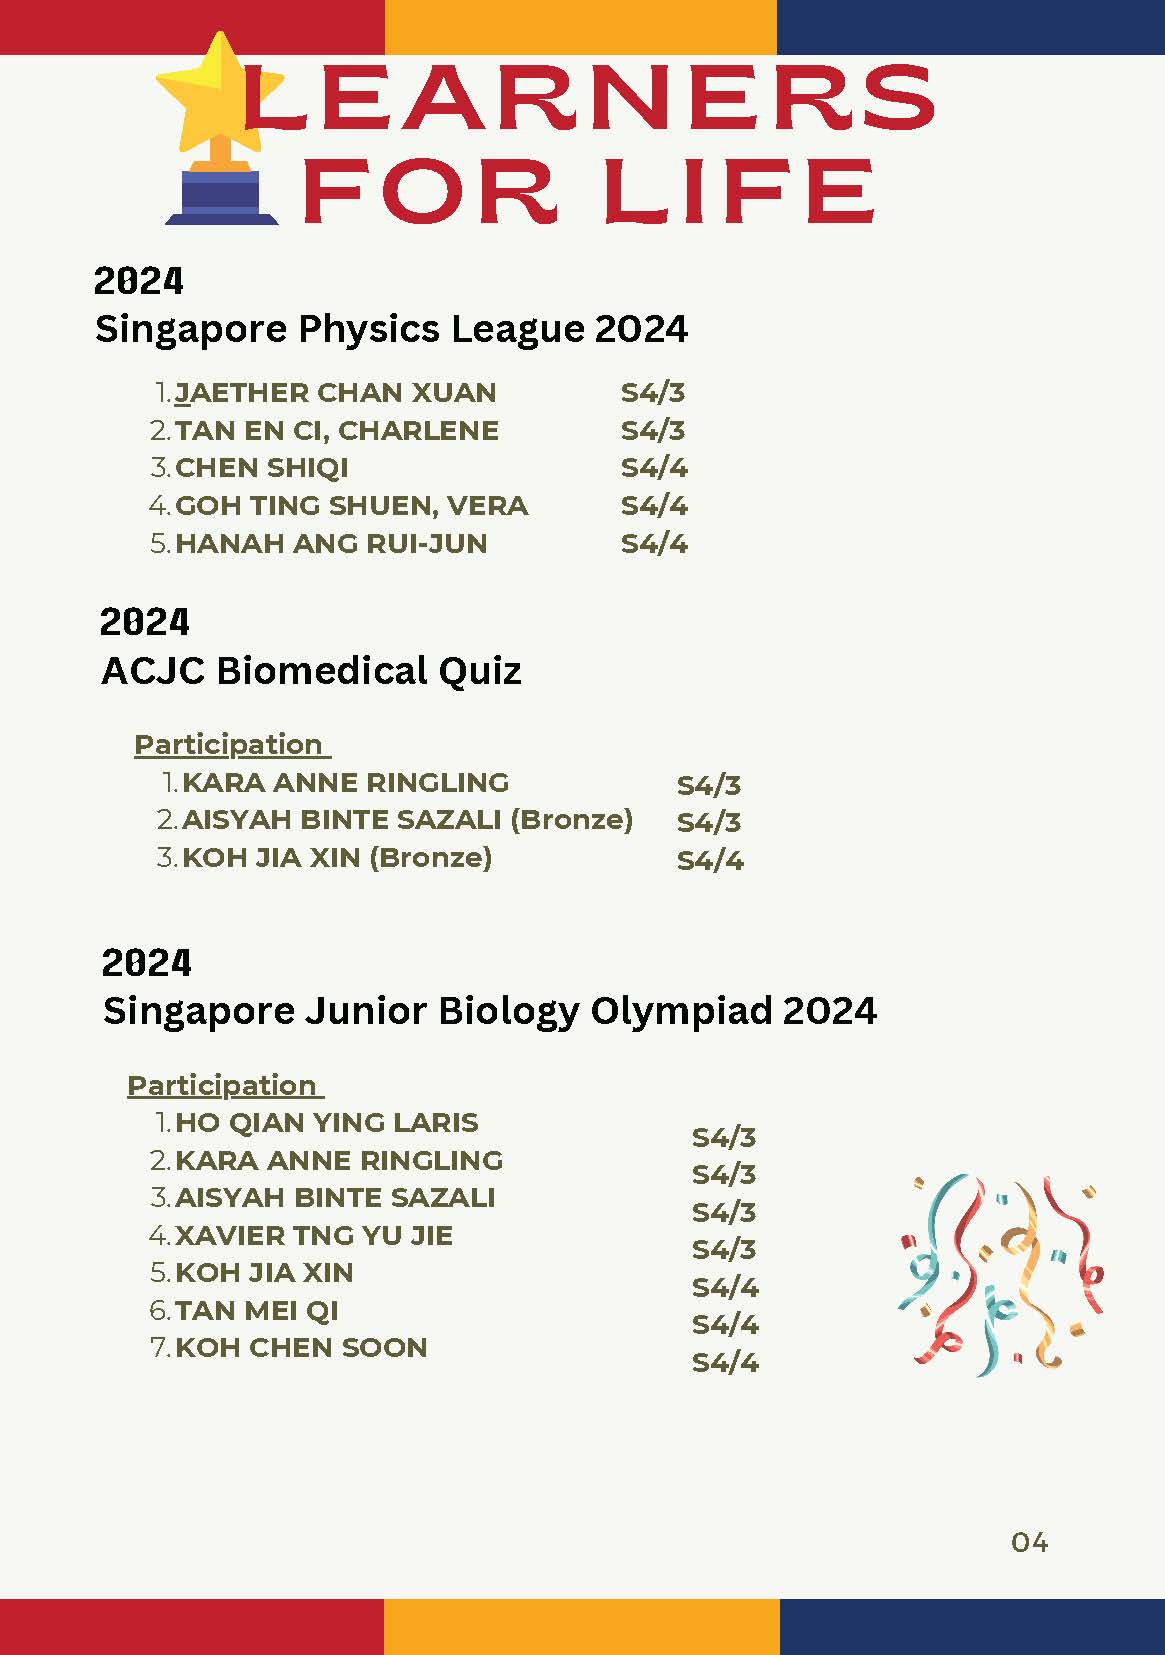 LEARNERS
FOR LIFE
2024
Singapore Physics League 2024
1. JAETHER CHAN XUAN S4/3
2. TAN EN CI, CHARLENE S4/3
3. CHEN SHIQI S4/4
4. GOH TING SHUEN, VERA S4/4
5. HANAH ANG RUI-JUN S4/4
2024
ACJC Biomedical Quiz
Participation
1. KARA ANNE RINGLING S4/3
2. AISYAH BINTE SAZALI (Bronze) S4/3
3. KOH JIA XIN (Bronze) S4/4
2024
Singapore Junior Biology Olympiad 2024
Participation
1. HO QIAN YING LARIS S4/3
2. KARA ANNE RINGLING S4/3
3. AISYAH BINTE SAZALI S4/3
4. XAVIER TNG YU JIE S4/3
5. KOH JIA XIN S4/4
6. TAN MEI QI S4/4
7. KOH CHEN SOON S4/4
04